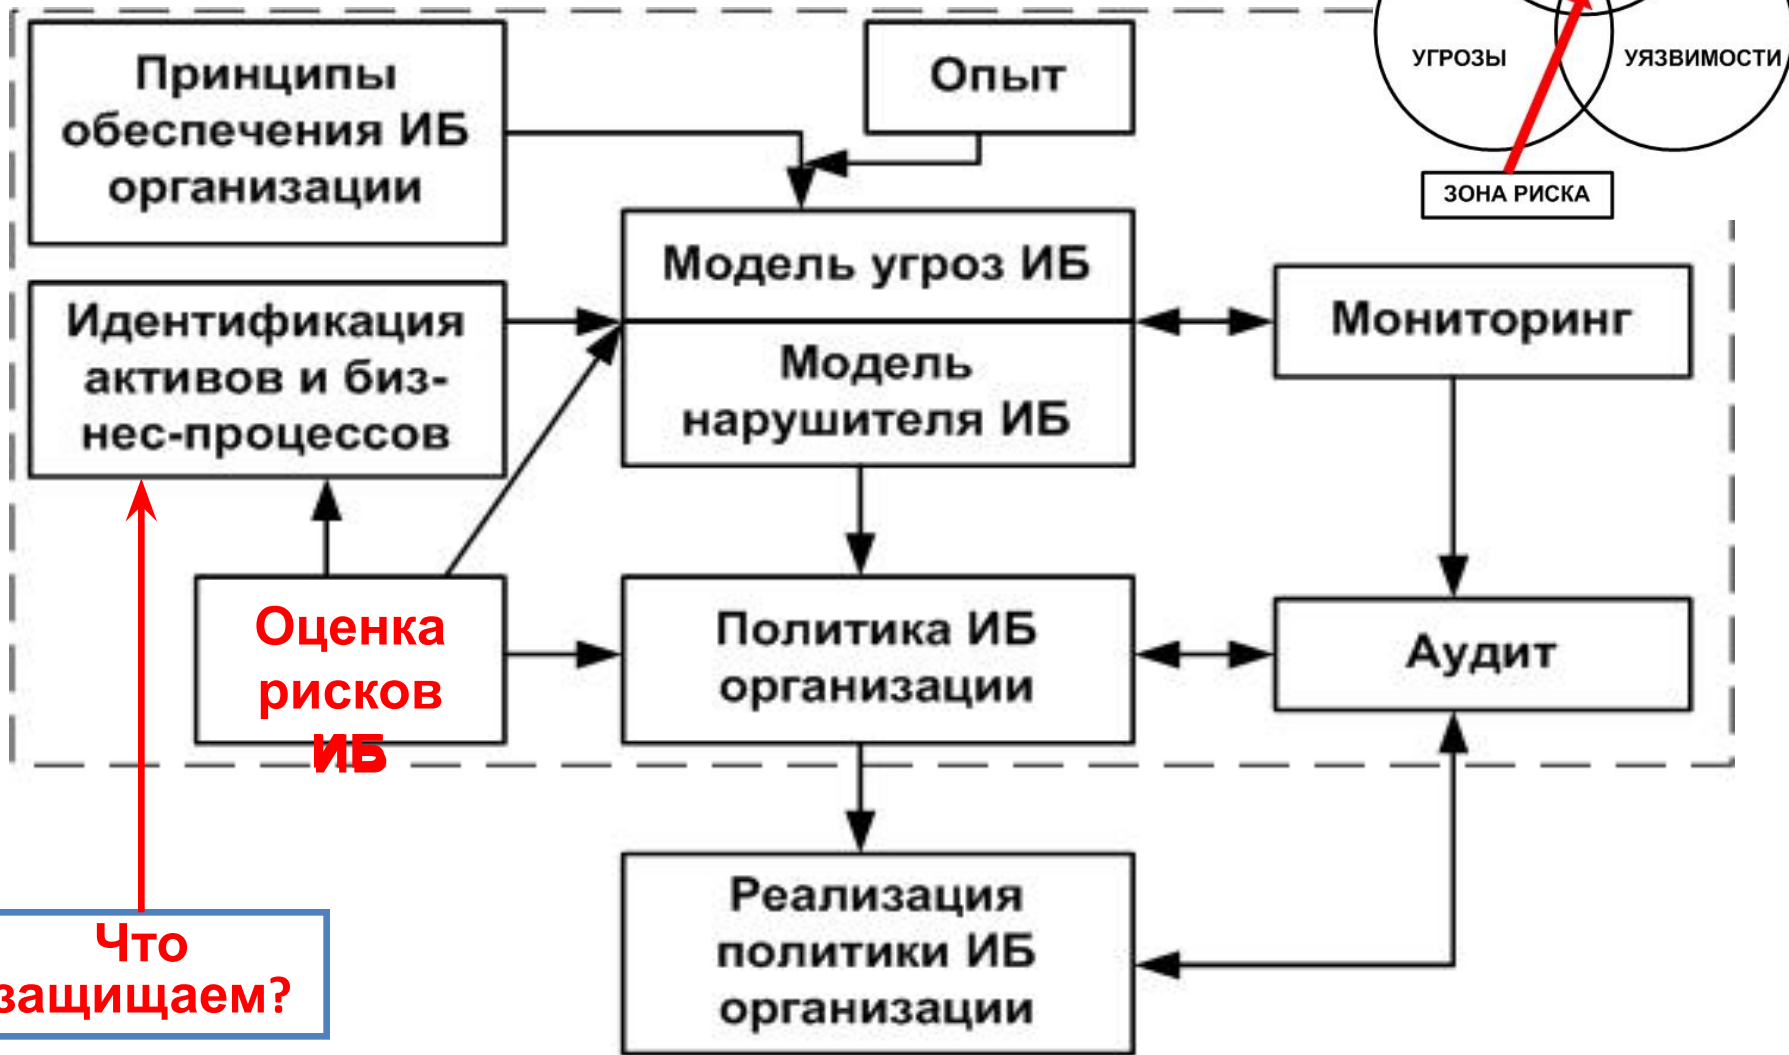 Принципы
обеспечения ИБ
организации
Опыт
УГРОЗЫ
УЯЗВИМОСТИ
ЗОНА РИСКА
Модель угроз ИБ
Идентификация
активов и биз-
нес-процессов
Модель
нарушителя ИБ
Мониторинг
Оценка
рисков
ИБ
Политика ИБ
организации
Аудит
Что
защищаем?
Реализация
политики ИБ
организации